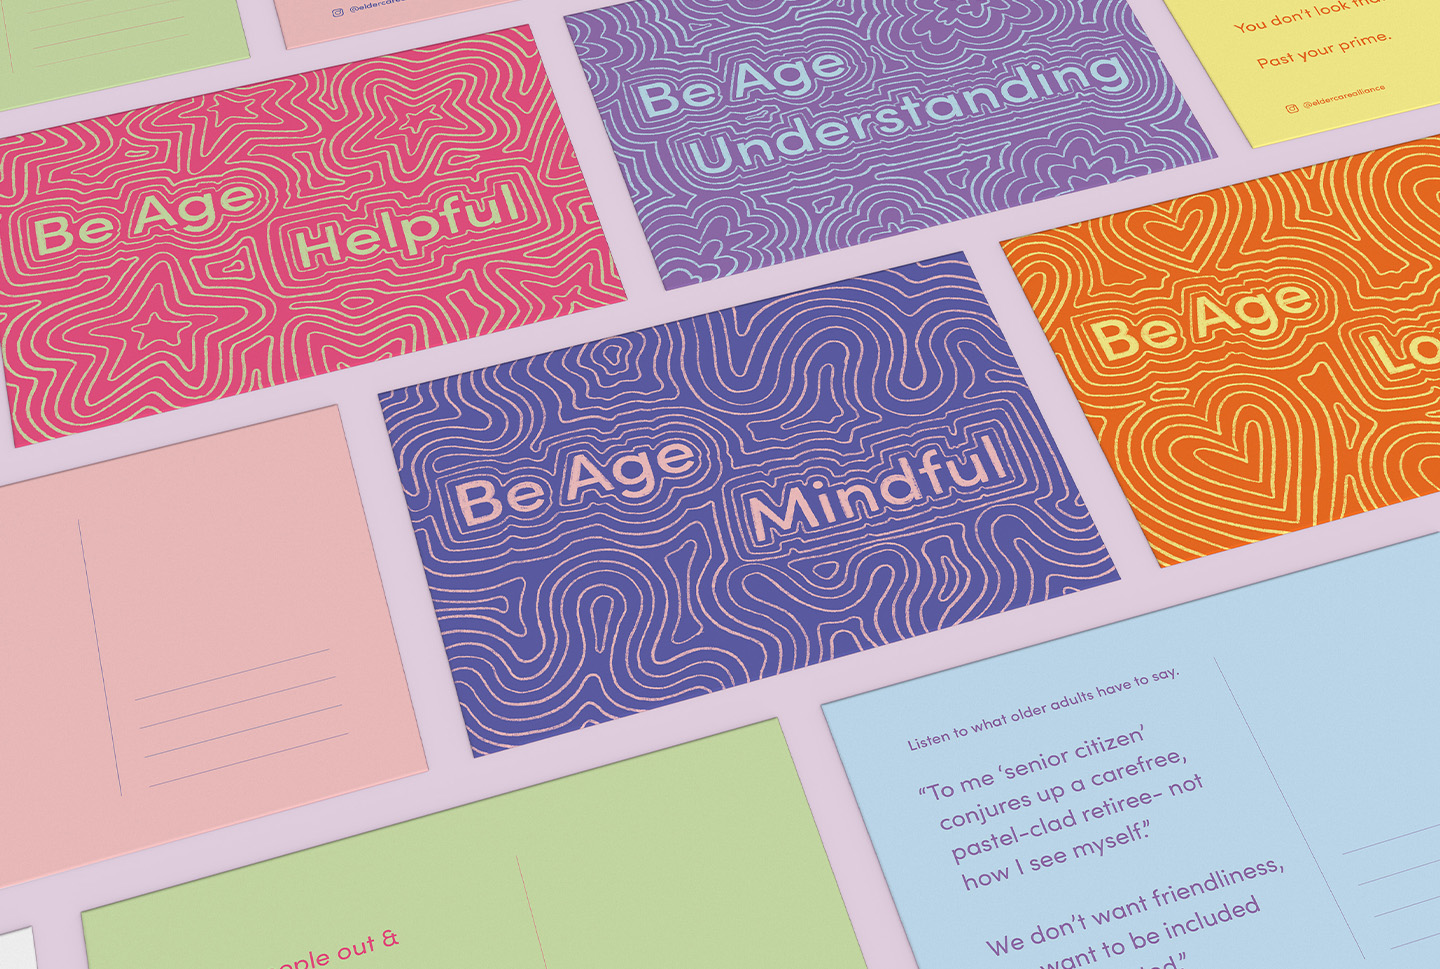 @eldercarea
Be Age
Helpful
Be Age
Understanding
You don't look
Past your prime.
@eldercarealliance
Be Age
Mindful
Be Age
Lo
Listen to what older adults have to say.
“To me ‘senior citizen’
conjures up a carefree,
pastel-clad retiree- not
how I see myself.”
We don’t want friendliness,
want to be included
out &